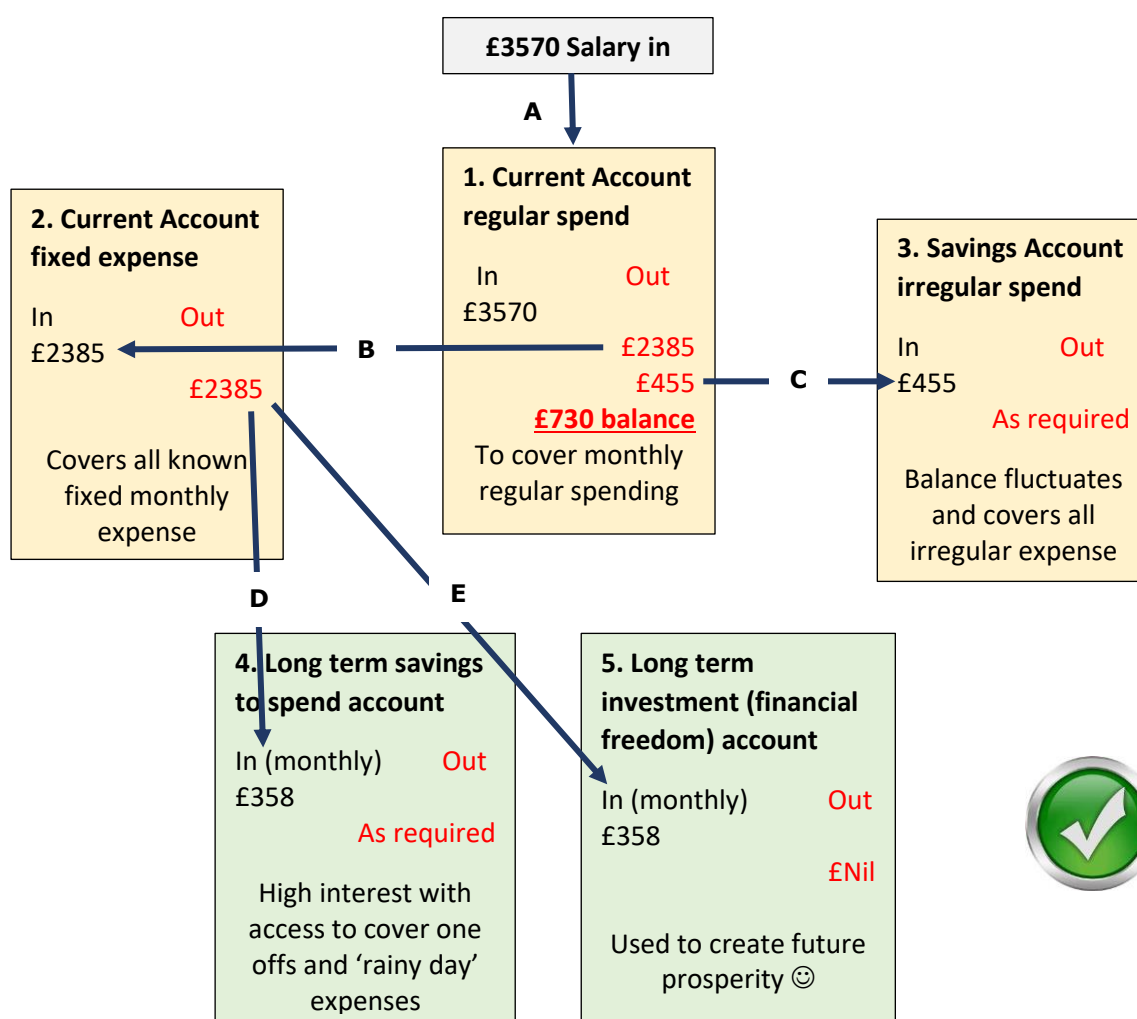 £3570 Salary in
A
1. Current Account
regular spend
In Out
£3570
£2385
£455
£730 balance
To cover monthly
regular spending
2. Current Account
fixed expense
In Out
£2385
£2385
Covers all known
fixed monthly
expense
B
C
3. Savings Account
irregular spend
In Out
£455
As required
Balance fluctuates
and covers all
irregular expense
D
E
4. Long term savings
to spend account
In (monthly) Out
£358
As required
High interest with
access to cover one
offs and ‘rainy day’
expenses
5. Long term
investment (financial
freedom) account
In (monthly) Out
£358
£Nil
Used to create future
prosperity ☺